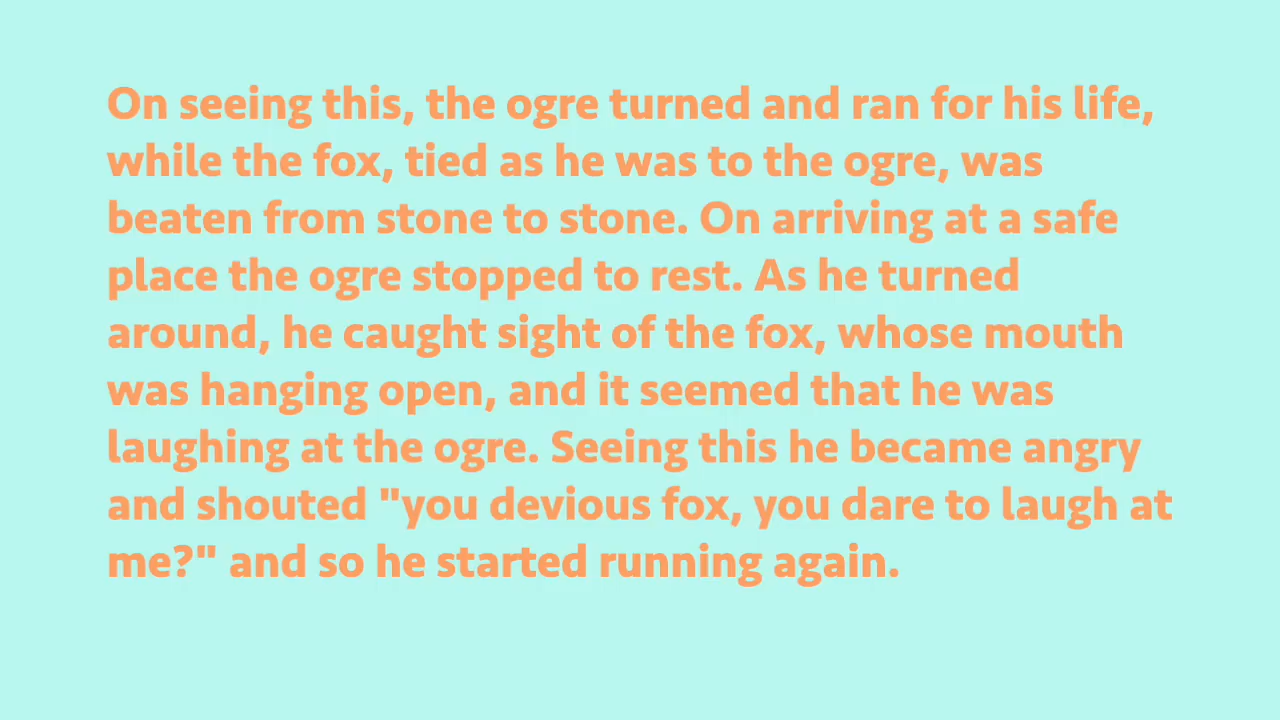 On seeing this, the ogre turned and ran for his life,
while the fox, tied as he was to the ogre, was
beaten from stone to stone. On arriving at a safe
place the ogre stopped to rest. As he turned
around, he caught sight of the fox, whose mouth
was hanging open, and it seemed that he was
laughing at the ogre. Seeing this he became angry
and shouted "you devious fox, you dare to laugh at
me?" and so he started running again.